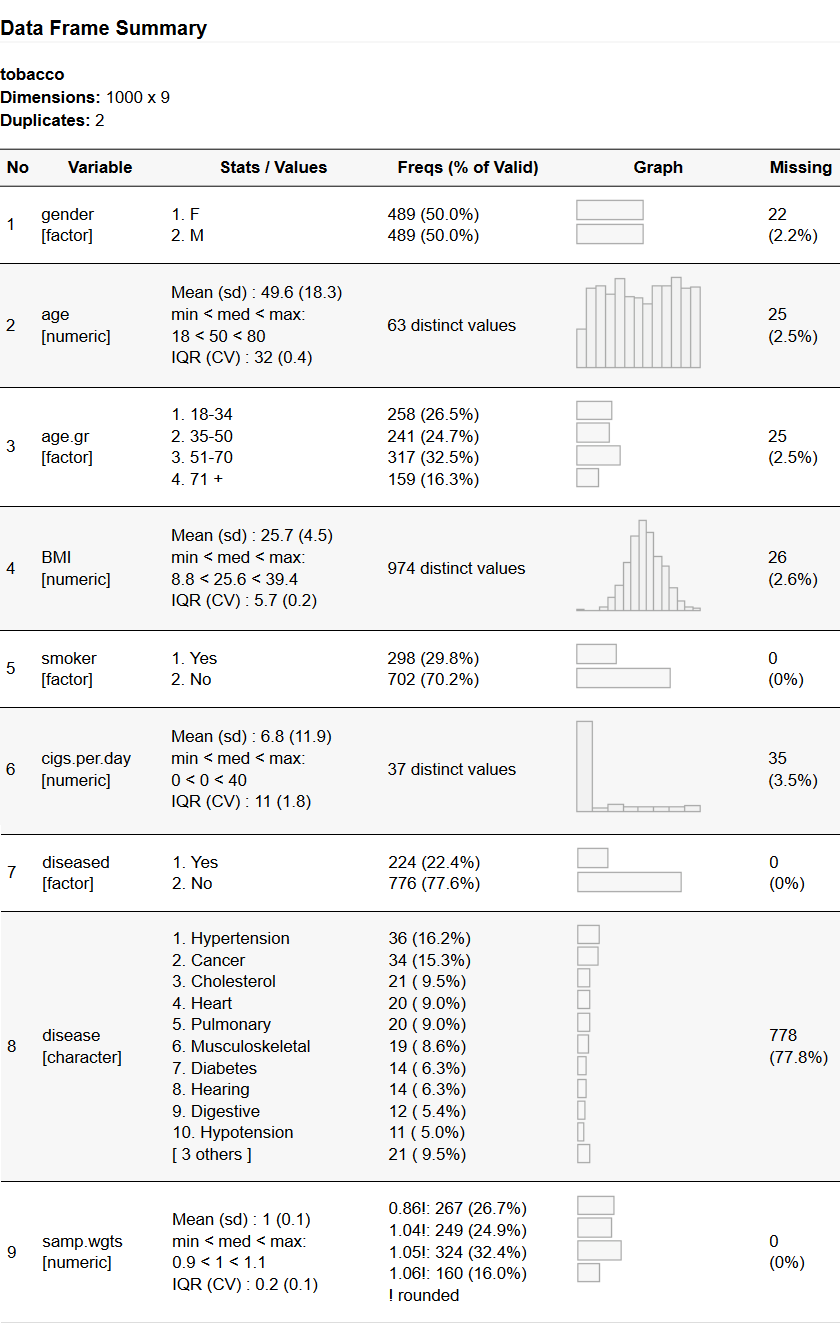 Data Frame Summary
tobacco
Dimensions: 1000 x 9
Duplicates: 2
No Variable Stats / Values Freqs (% of Valid) Graph Missing
1
gender
[factor]
1. F
2. M
489 (50.0%)
489 (50.0%)
22
(2.2%)
2
age
[numeric]
Mean (sd) : 49.6 (18.3)
min < med < max:
18 < 50 < 80
IQR (CV) : 32 (0.4)
63 distinct values
25
(2.5%)
3
age.gr
[factor]
1. 18-34
2. 35-50
3. 51-70
4. 71 +
258 (26.5%)
241 (24.7%)
317 (32.5%)
159 (16.3%)
25
(2.5%)
4
BMI
[numeric]
Mean (sd) : 25.7 (4.5)
min < med < max:
8.8 < 25.6 < 39.4
IQR (CV) : 5.7 (0.2)
974 distinct values
26
(2.6%)
5
smoker
[factor]
1. Yes
2. No
298 (29.8%)
702 (70.2%)
0
(0%)
6
cigs.per.day
[numeric]
Mean (sd) : 6.8 (11.9)
min < med < max:
0 < 0 < 40
IQR (CV) : 11 (1.8)
37 distinct values
35
(3.5%)
7
diseased
[factor]
1. Yes
2. No
224 (22.4%)
776 (77.6%)
0
(0%)
8
disease
[character]
1. Hypertension
2. Cancer
3. Cholesterol
4. Heart
5. Pulmonary
6. Musculoskeletal
7. Diabetes
8. Hearing
9. Digestive
10. Hypotension
[ 3 others ]
36 (16.2%)
34 (15.3%)
21 ( 9.5%)
20 ( 9.0%)
20 ( 9.0%)
19 ( 8.6%)
14 ( 6.3%)
14 ( 6.3%)
12 ( 5.4%)
11 ( 5.0%)
21 ( 9.5%)
778
(77.8%)
9
samp.wgts
[numeric]
Mean (sd) : 1 (0.1)
min < med < max:
0.9 < 1 < 1.1
IQR (CV) : 0.2 (0.1)
0.86!: 267 (26.7%)
1.04!: 249 (24.9%)
1.05!: 324 (32.4%)
1.06!: 160 (16.0%)
! rounded
0
(0%)